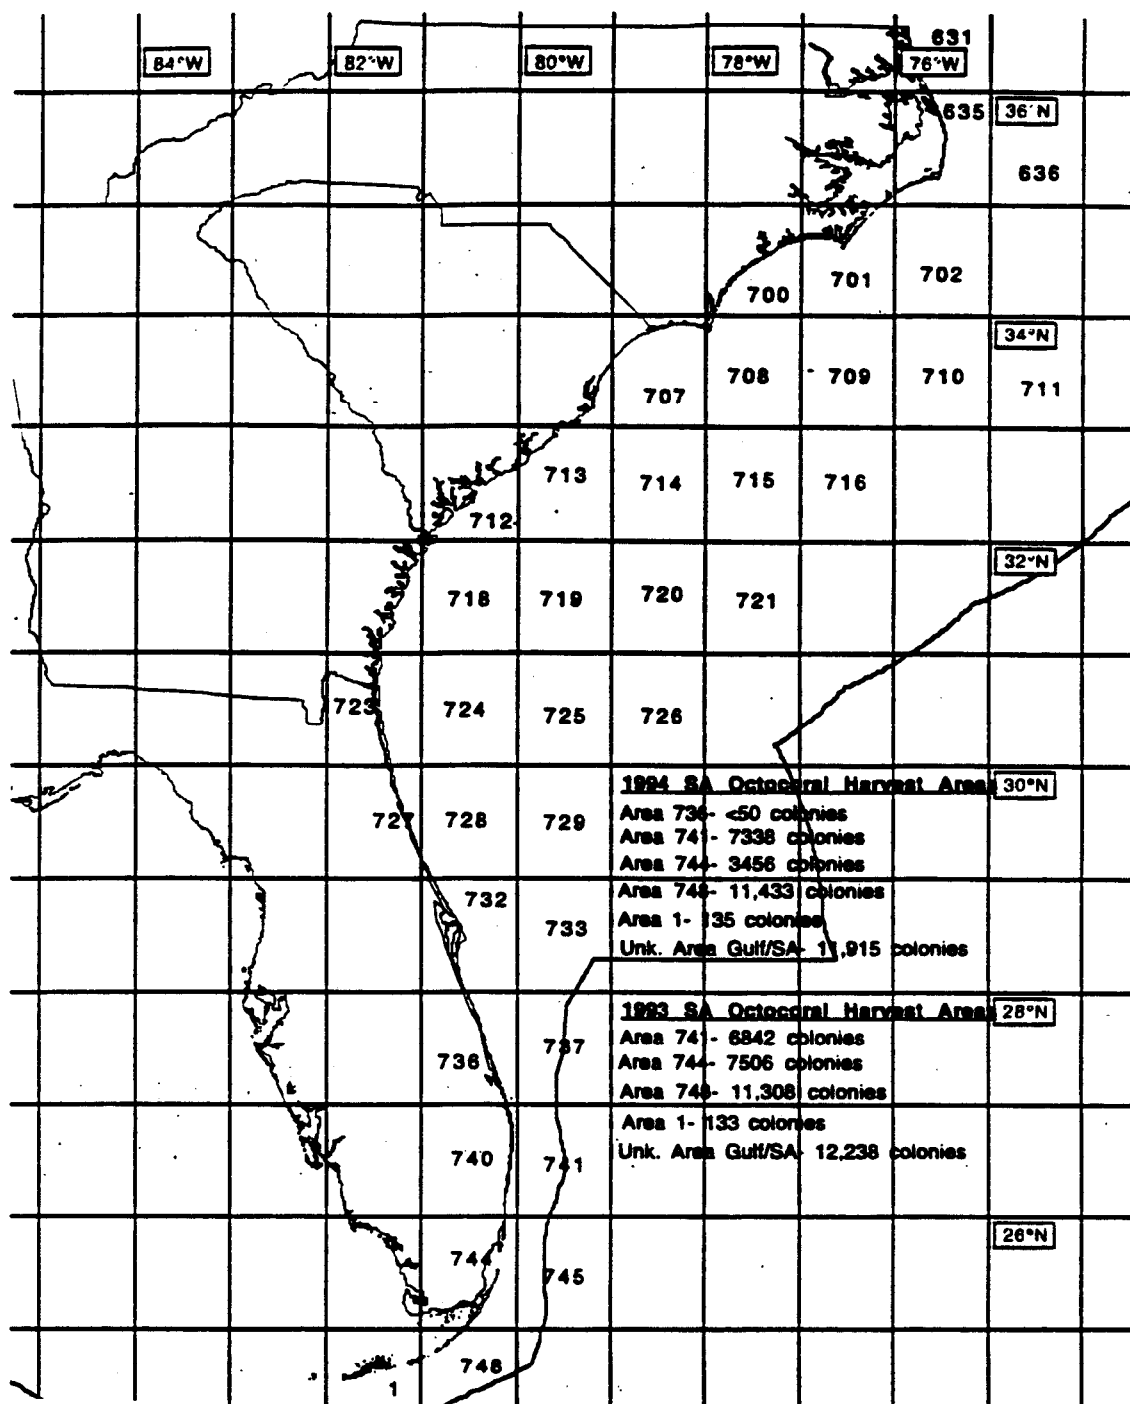 631
84°W 82°W 80°W 78°W 76°W
635 36°N
636
700 701 702
34°N
707 708 709 710 711
712 713 714 715 716
32°N
718 719 720 721
723 724 725 726
30°N
1994 SA Octocoral Harvest Areas
Area 736- <50 colonies
727 728 729
Area 741- 7338 colonies
Area 744- 3456 colonies
Area 748- 11,433 colonies
732
Area 1- 135 colonies
733
Unk. Area Gulf/SA- 11,915 colonies
1993 SA Octocoral Harvest Areas 28°N
Area 741- 6842 colonies
736 737
Area 744- 7506 colonies
Area 748- 11,308 colonies
Area 1- 133 colonies
Unk. Area Gulf/SA- 12,238 colonies
740 741
26°N
744 745
748
1